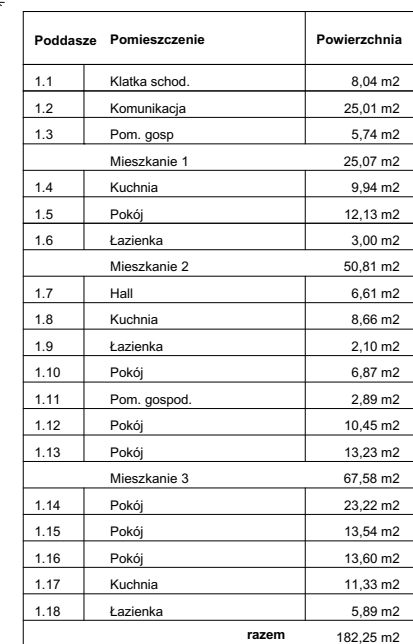 Poddasze Pomieszczenie Powierzchnia
1.1 Klatka schod. 8,04 m2
1.2 Komunikacja 25,01 m2
1.3 Pom. gosp 5,74 m2
Mieszkanie 1 25,07 m2
1.4 Kuchnia 9,94 m2
1.5 Pokój 12,13 m2
1.6 Łazienka 3,00 m2
Mieszkanie 2 50,81 m2
1.7 Hall 6,61 m2
1.8 Kuchnia 8,66 m2
1.9 Łazienka 2,10 m2
1.10 Pokój 6,87 m2
1.11 Pom. gospod. 2,89 m2
1.12 Pokój 10,45 m2
1.13 Pokój 13,23 m2
Mieszkanie 3 67,58 m2
1.14 Pokój 23,22 m2
1.15 Pokój 13,54 m2
1.16 Pokój 13,60 m2
1.17 Kuchnia 11,33 m2
1.18 Łazienka 5,89 m2
razem 182,25 m2